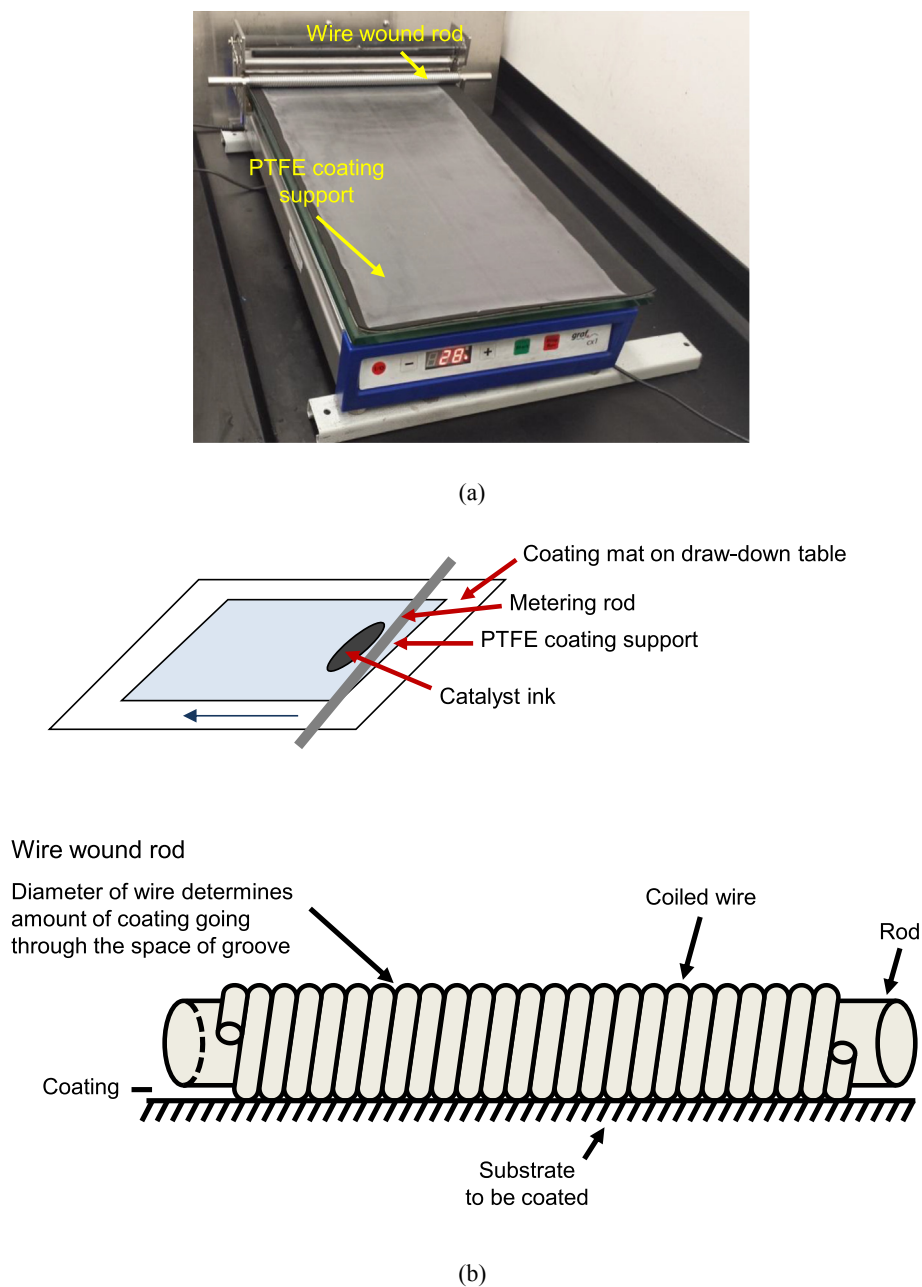 Wire wound rod
PTFE coating
support
28
graf
cvt
(a)
Coating mat on draw-down table
Metering rod
PTFE coating support
Catalyst ink
Wire wound rod
Diameter of wire determines
amount of coating going
through the space of groove
Coiled wire
Rod
Coating
Substrate
to be coated
(b)